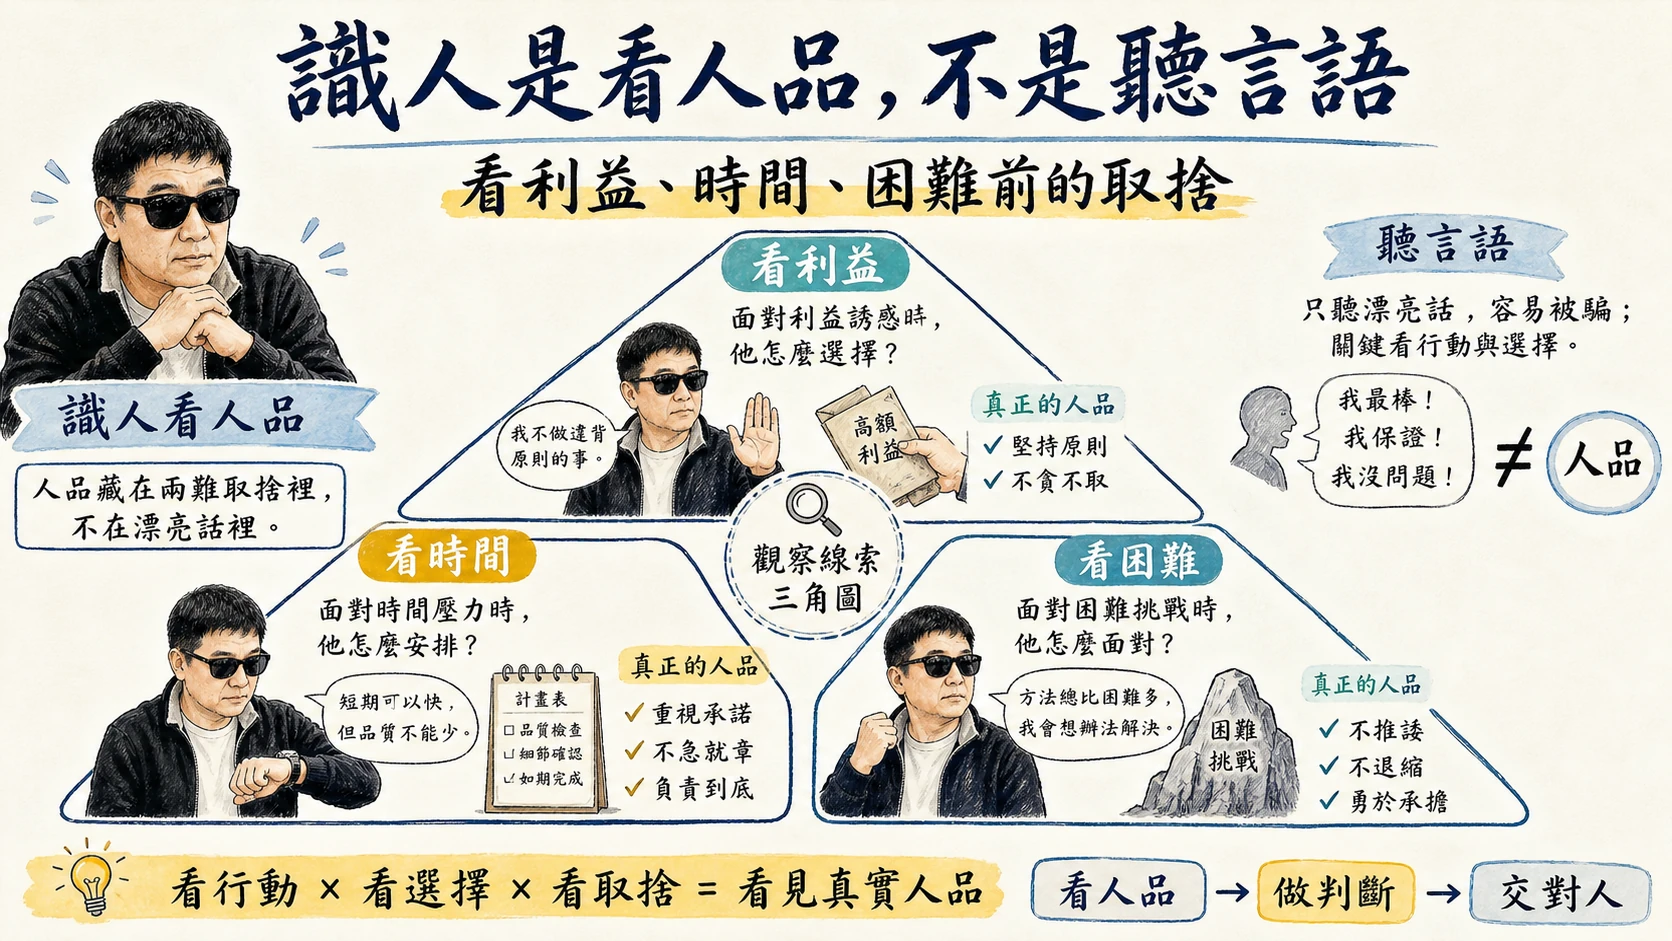 識人是看人品,不是聽言語
看利益、時間、困難前的取捨
識人看人品
人品藏在兩難取捨裡,
不在漂亮話裡。
看利益
面對利益誘惑時,
他怎麼選擇?
我不做違背
原則的事。
高額
利益
真正的人品
✓ 堅持原則
✓ 不貪不取
聽言語
只聽漂亮話,容易被騙;
關鍵看行動與選擇。
我最棒!
我保證!
我沒問題!
≠
人品
觀察線索
三角圖
看時間
面對時間壓力時,
他怎麼安排?
短期可以快,
但品質不能少。
計畫表
品質檢查
細節確認
如期完成
真正的人品
✓ 重視承諾
✓ 不急就章
✓ 負責到底
看困難
面對困難挑戰時,
他怎麼面對?
方法總比困難多,
我會想辦法解決。
困難
挑戰
真正的人品
✓ 不推諉
✓ 不退縮
✓ 勇於承擔
看行動 × 看選擇 × 看取捨 = 看見真實人品
看人品 → 做判斷 → 交對人